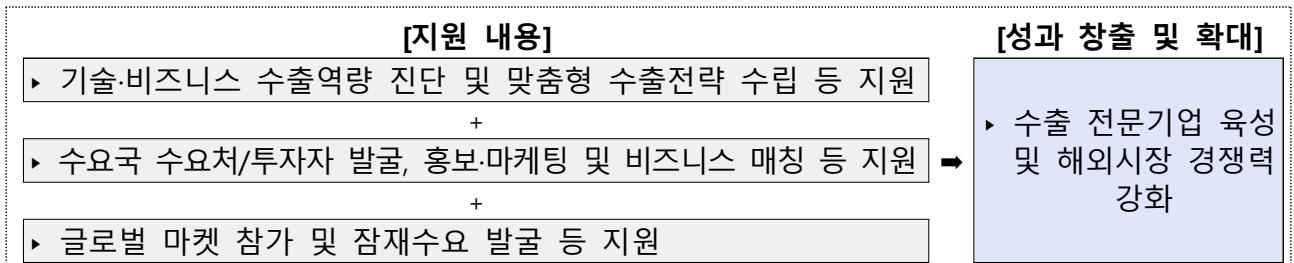 [지원 내용]
[성과 창출 및 확대]
▸ 기술·비즈니스 수출역량 진단 및 맞춤형 수출전략 수립 등 지원
+
▸ 수요국 수요처/투자자 발굴, 홍보·마케팅 및 비즈니스 매칭 등 지원
+
▸ 글로벌 마켓 참가 및 잠재수요 발굴 등 지원
➡
▸ 수출 전문기업 육성
및 해외시장 경쟁력
강화